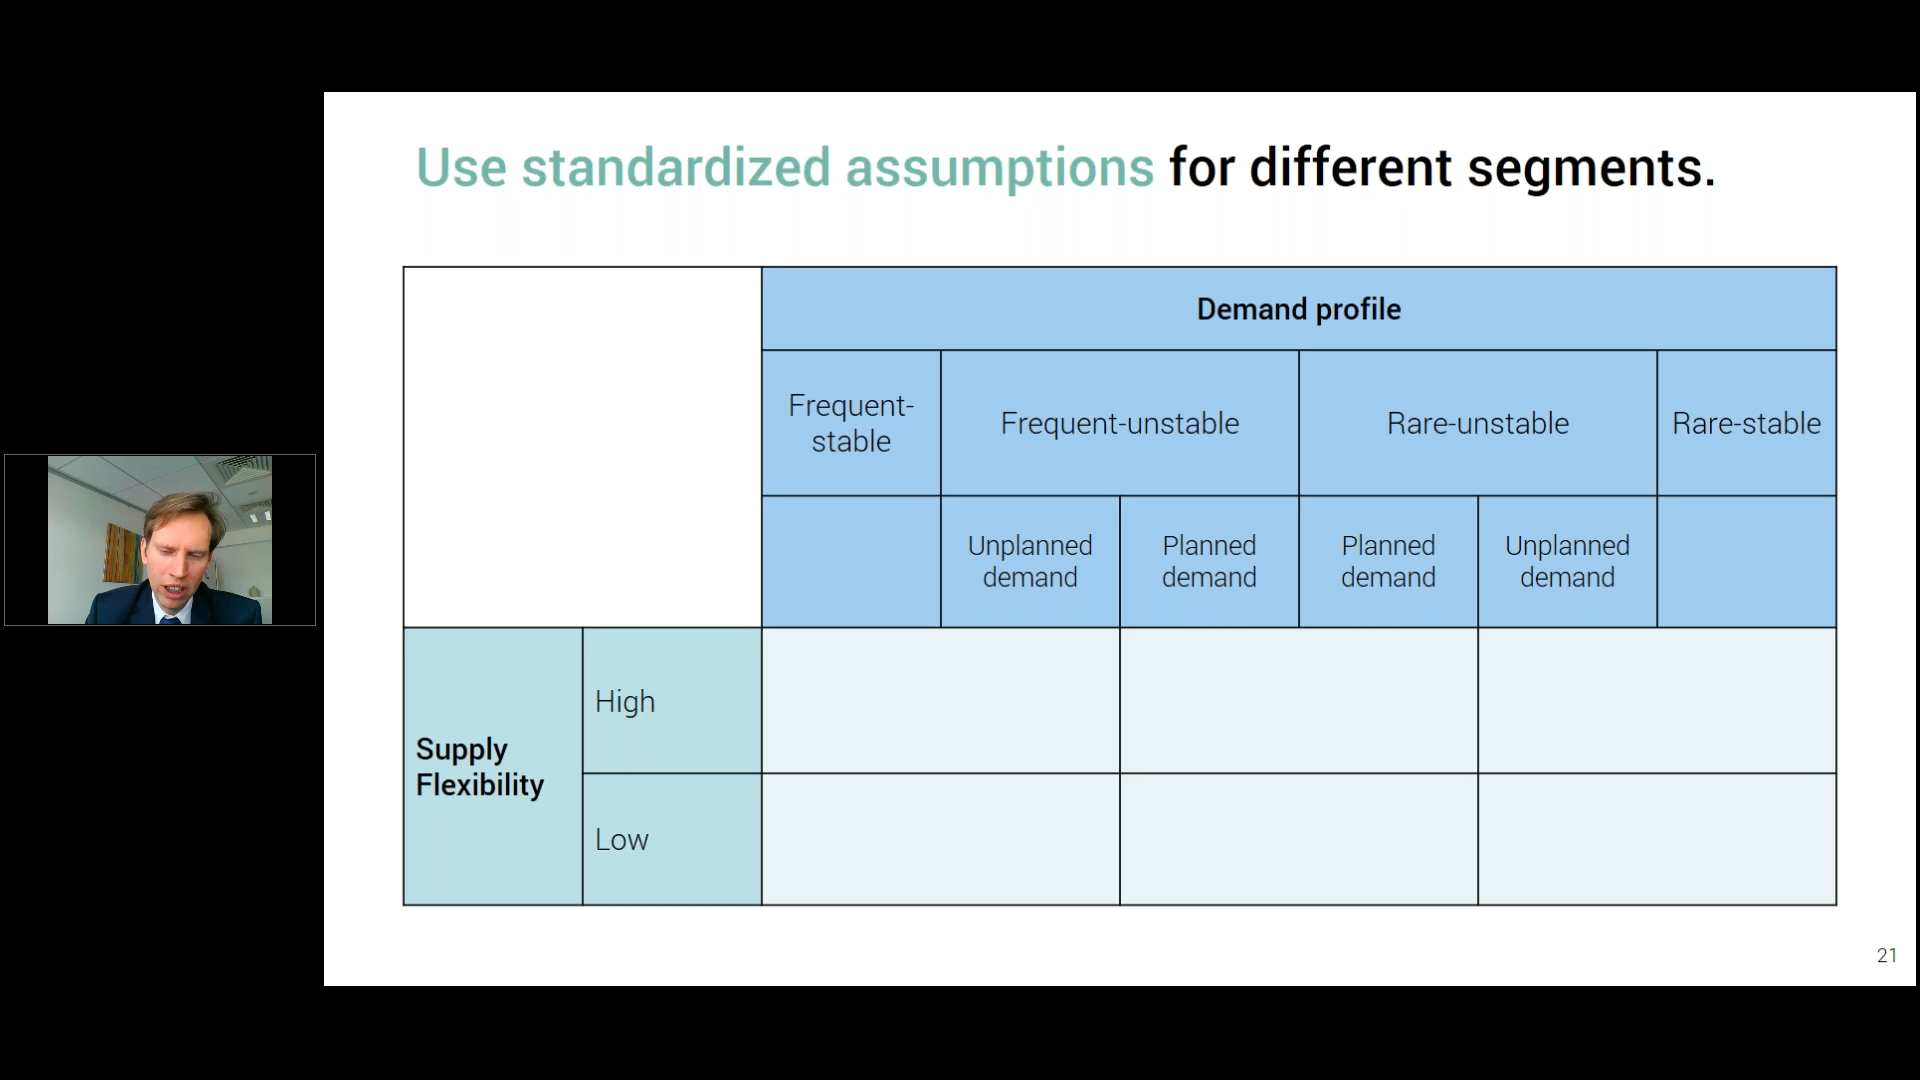 Use standardized assumptions for different segments.
Demand profile
Frequent-
stable
Frequent-unstable
Rare-unstable
Rare-stable
Unplanned
demand
Planned
demand
Planned
demand
Unplanned
demand
Supply
Flexibility
High
Low
21